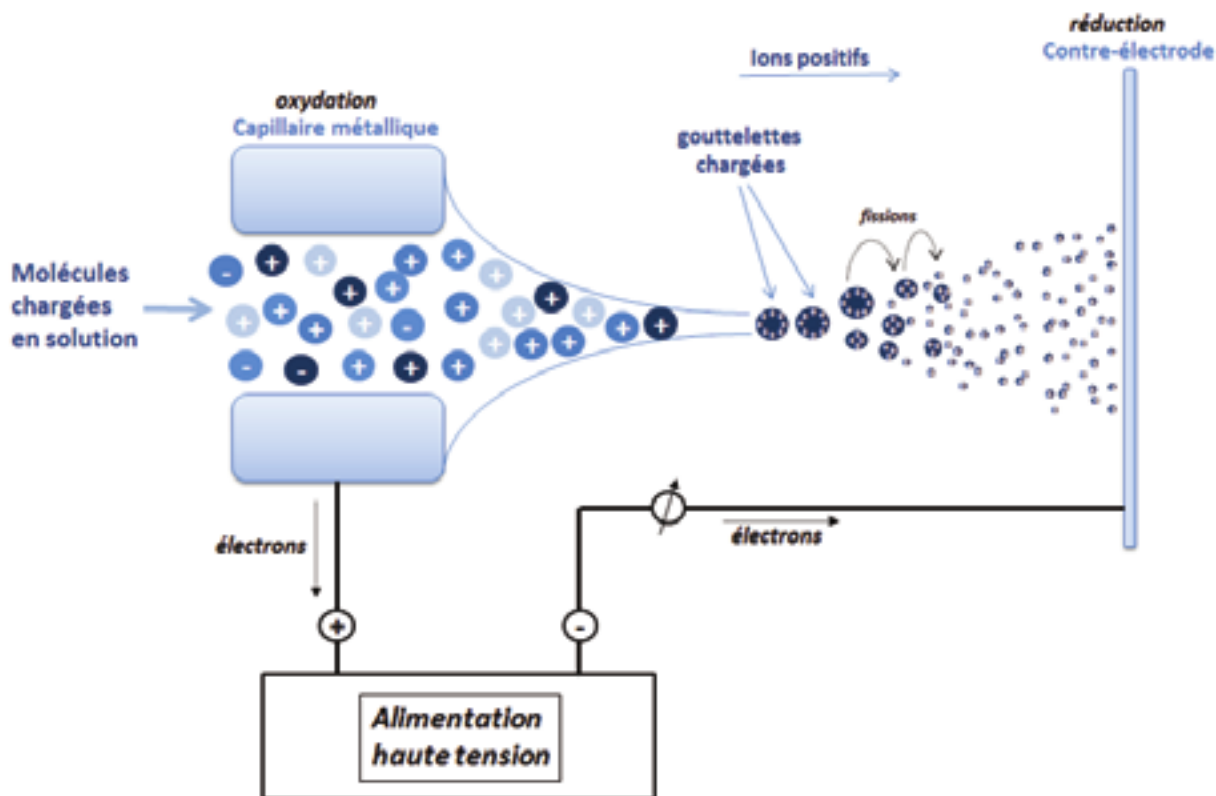 réduction
Contre-électrode
Ions positifs
oxydation
Capillaire métallique
gouttelettes
chargées
fissions
Molécules
chargées
en solution
électrons
électrons
Alimentation
haute tension